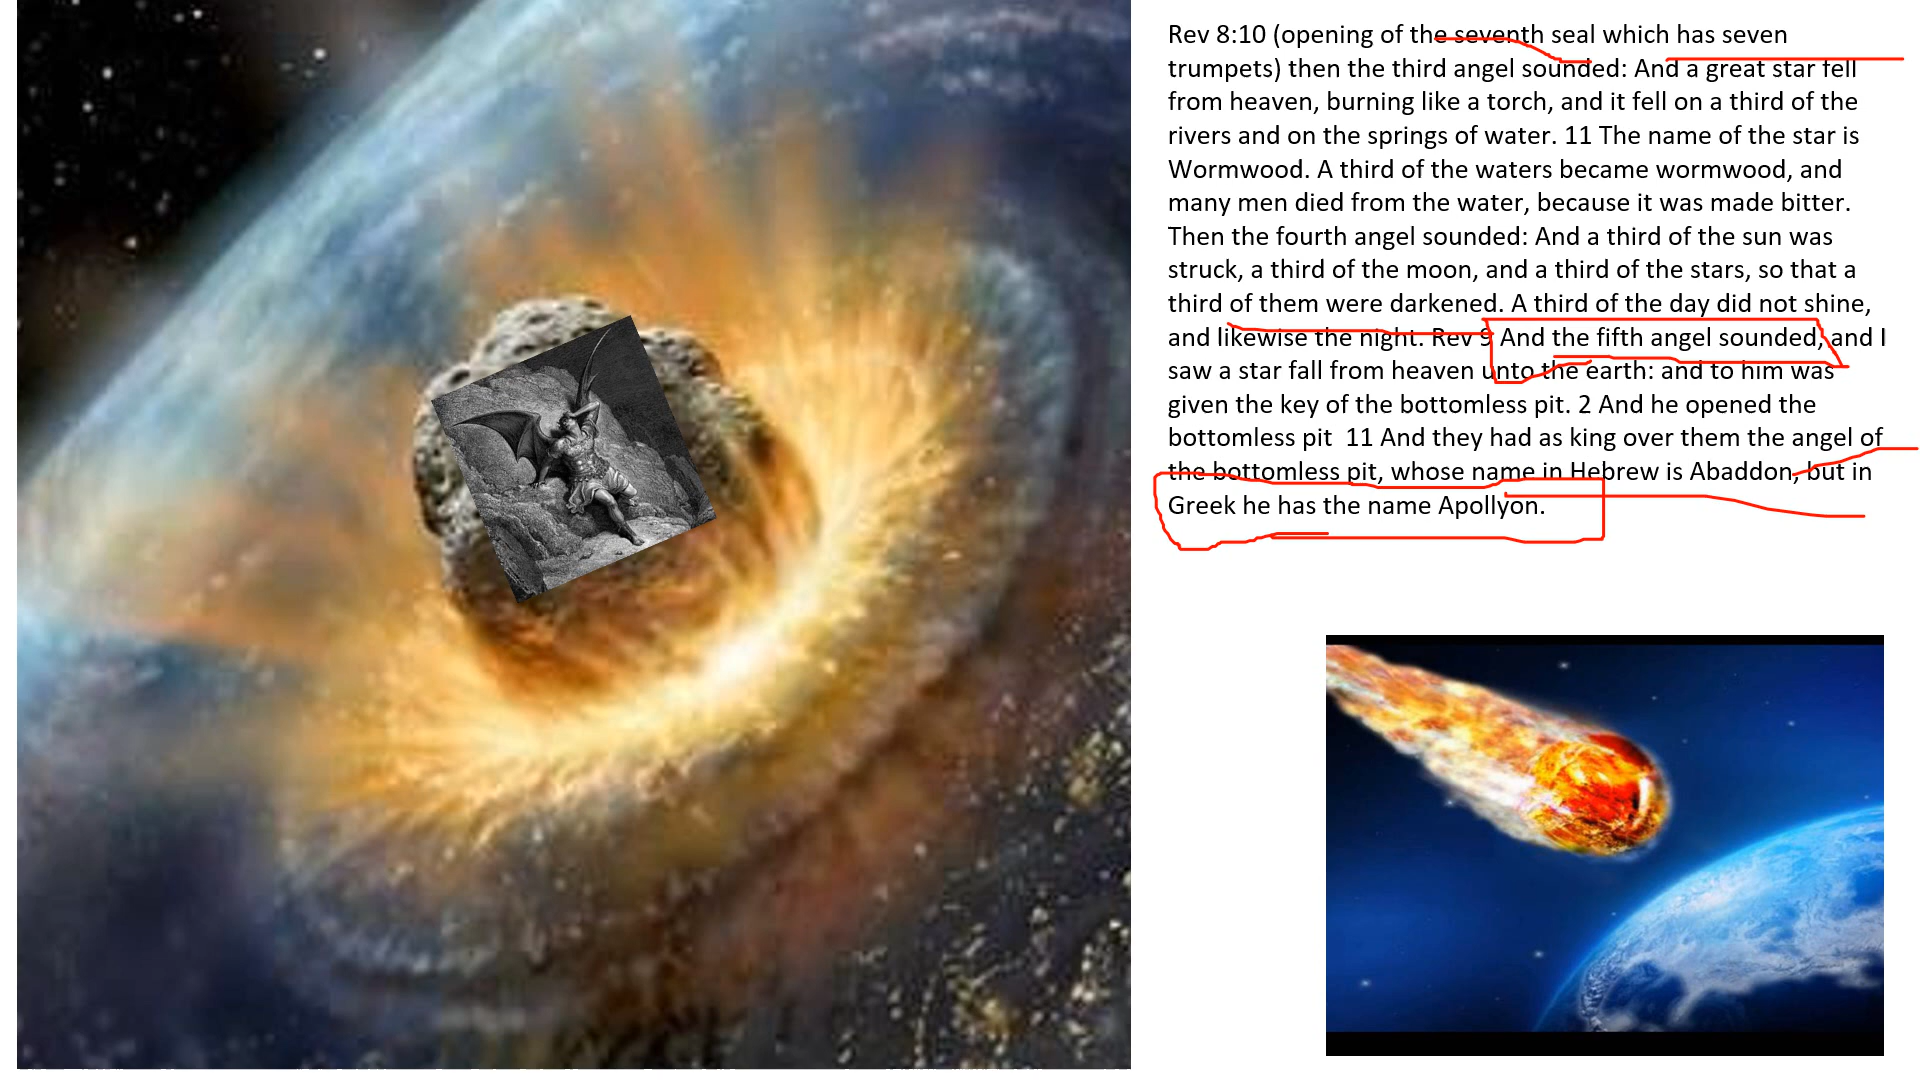 Rev 8:10 (opening of the seventh seal which has seven
trumpets) then the third angel sounded: And a great star fell
from heaven, burning like a torch, and it fell on a third of the
rivers and on the springs of water. 11 The name of the star is
Wormwood. A third of the waters became wormwood, and
many men died from the water, because it was made bitter.
Then the fourth angel sounded: And a third of the sun was
struck, a third of the moon, and a third of the stars, so that a
third of them were darkened. A third of the day did not shine,
and likewise the night. Rev 9 And the fifth angel sounded, and I
saw a star fall from heaven unto the earth: and to him was
given the key of the bottomless pit. 2 And he opened the
bottomless pit  11 And they had as king over them the angel of
the bottomless pit, whose name in Hebrew is Abaddon, but in
Greek he has the name Apollyon.